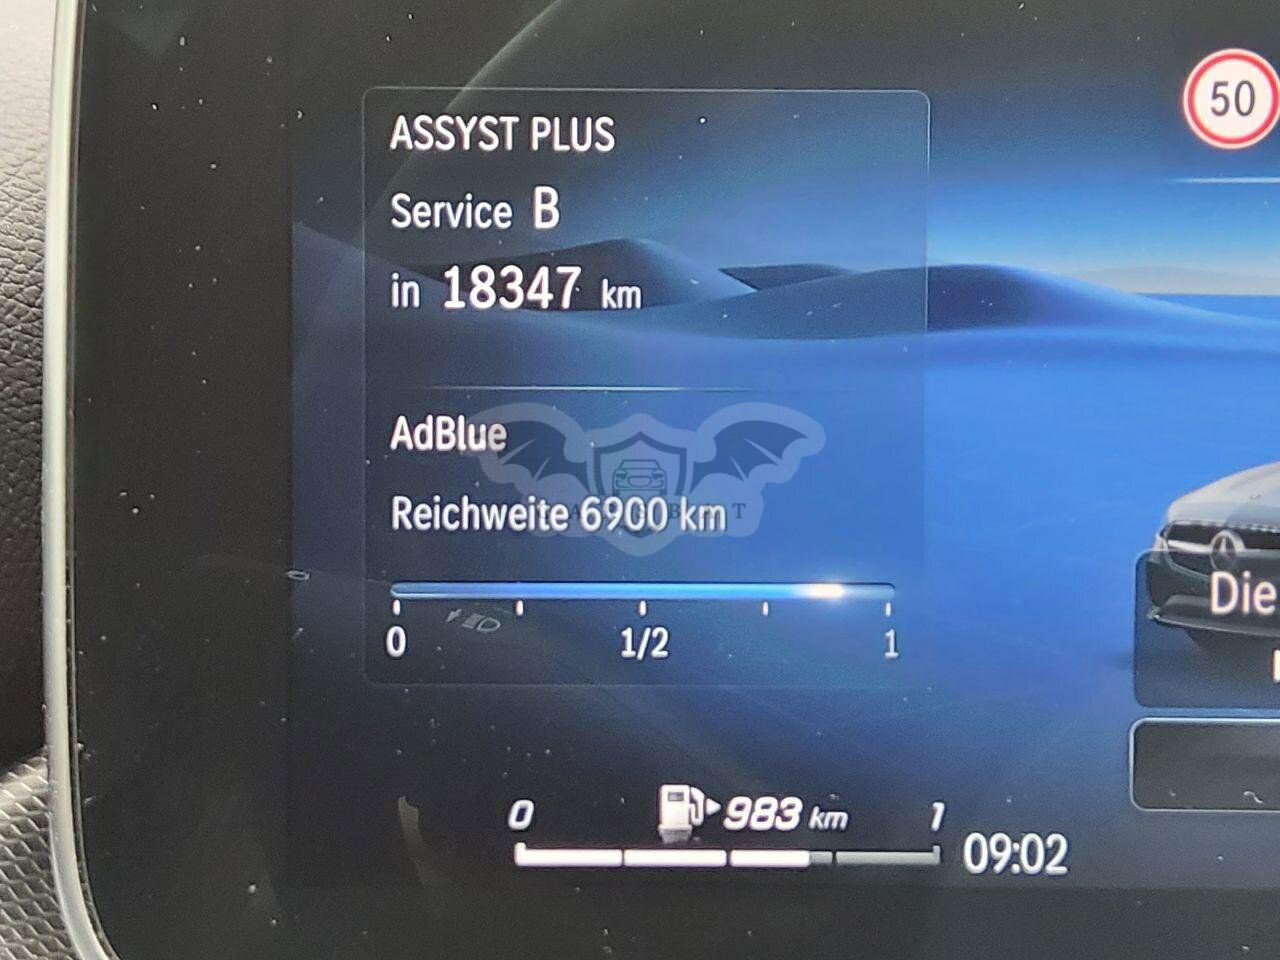 ASSYST PLUS
Service B
in 18347 km
AdBlue
Reichweite 6900 km
0 1/2 1
50
Die
0 983 km 1
09:02